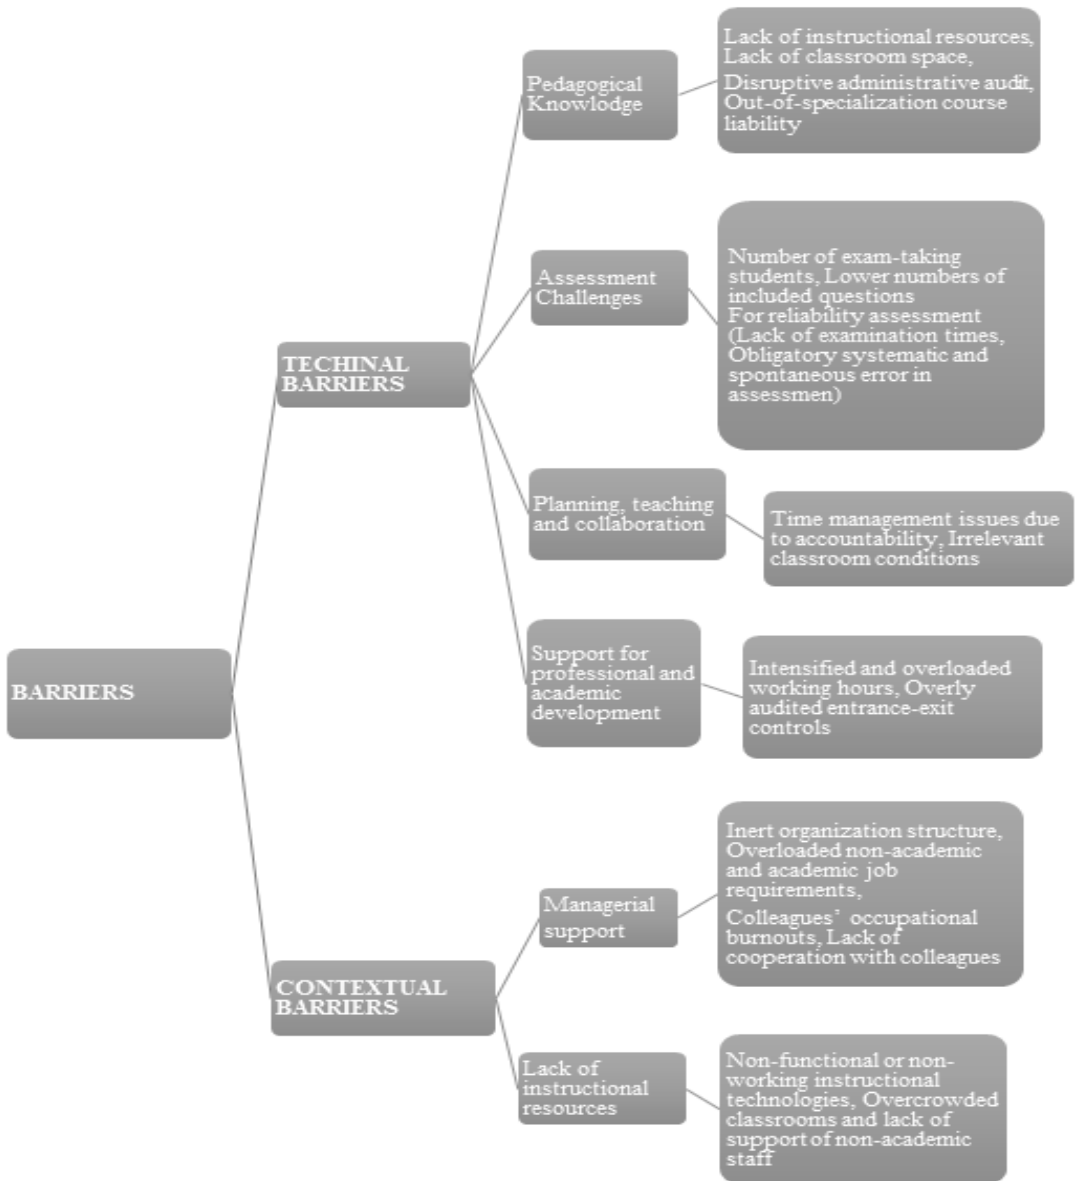 BARRIERS
TECHINAL
BARRIERS
Pedagogical
Knowlodge
Lack of instructional resources,
Lack of classroom space,
Disruptive administrative audit,
Out-of-specialization course
liability
Assessment
Challenges
Number of exam-taking
students, Lower numbers of
included questions
For reliability assessment
(Lack of examination times,
Obligatory systematic and
spontaneous error in
assessmen)
Planning, teaching
and collaboration
Time management issues due
to accountability, Irrelevant
classroom conditions
Support for
professional and
academic
development
Intensified and overloaded
working hours, Overly
audited entrance-exit
controls
CONTEXTUAL
BARRIERS
Managerial
support
Inert organization structure,
Overloaded non-academic
and academic job
requirements,
Colleagues’ occupational
burnouts, Lack of
cooperation with colleagues
Lack of
instructional
resources
Non-functional or non-
working instructional
technologies, Overcrowded
classrooms and lack of
support of non-academic
staff